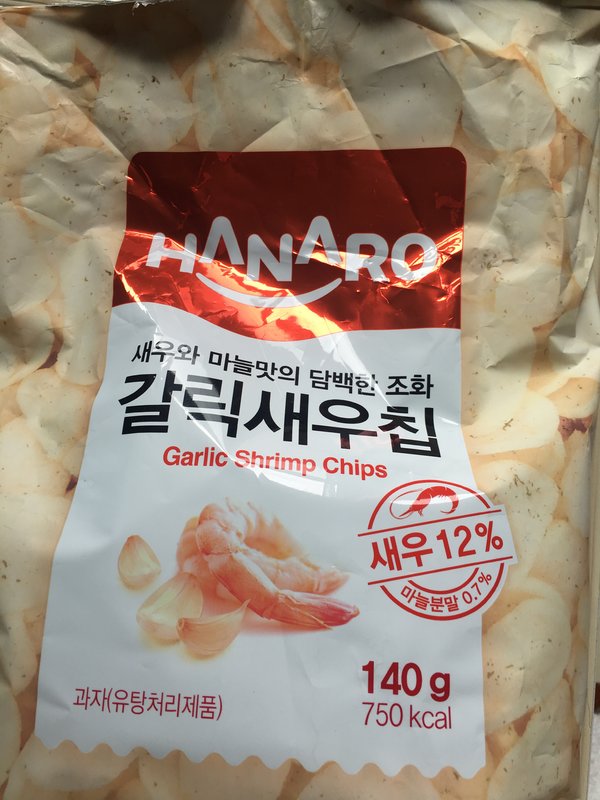 HANARO
새우와 마늘맛의 담백한 조화
갈릭새우칩
Garlic Shrimp Chips
새우 12%
마늘분말 0.7%
140 g
750 kcal
과자(유탕처리제품)